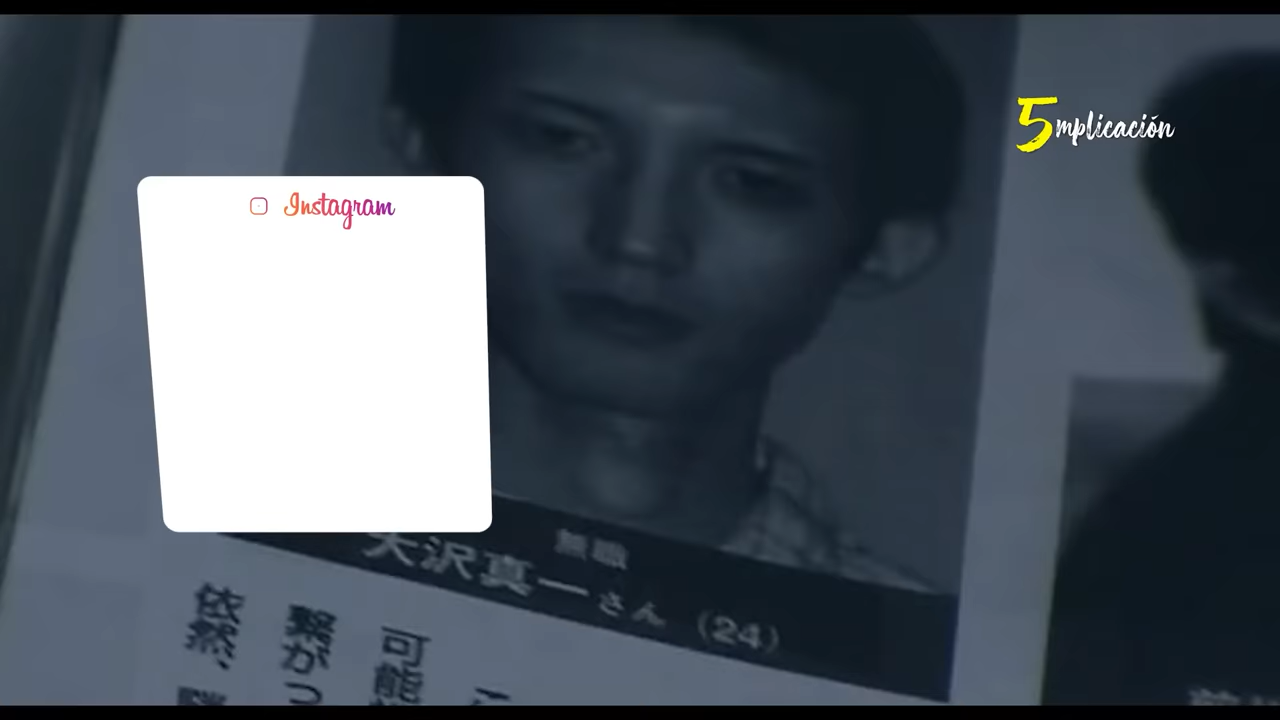 5mplicación
Instagram
無職
大沢真一さん (24)
可能
繋がっ
依然、